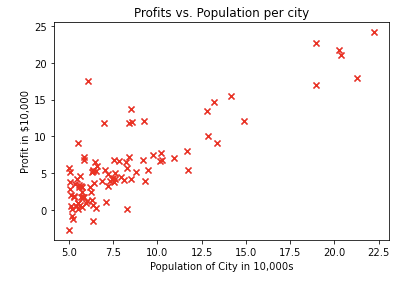 Profits vs. Population per city
25
20
15
10
5
0
Profit in $10,000
5.0 7.5 10.0 12.5 15.0 17.5 20.0 22.5
Population of City in 10,000s